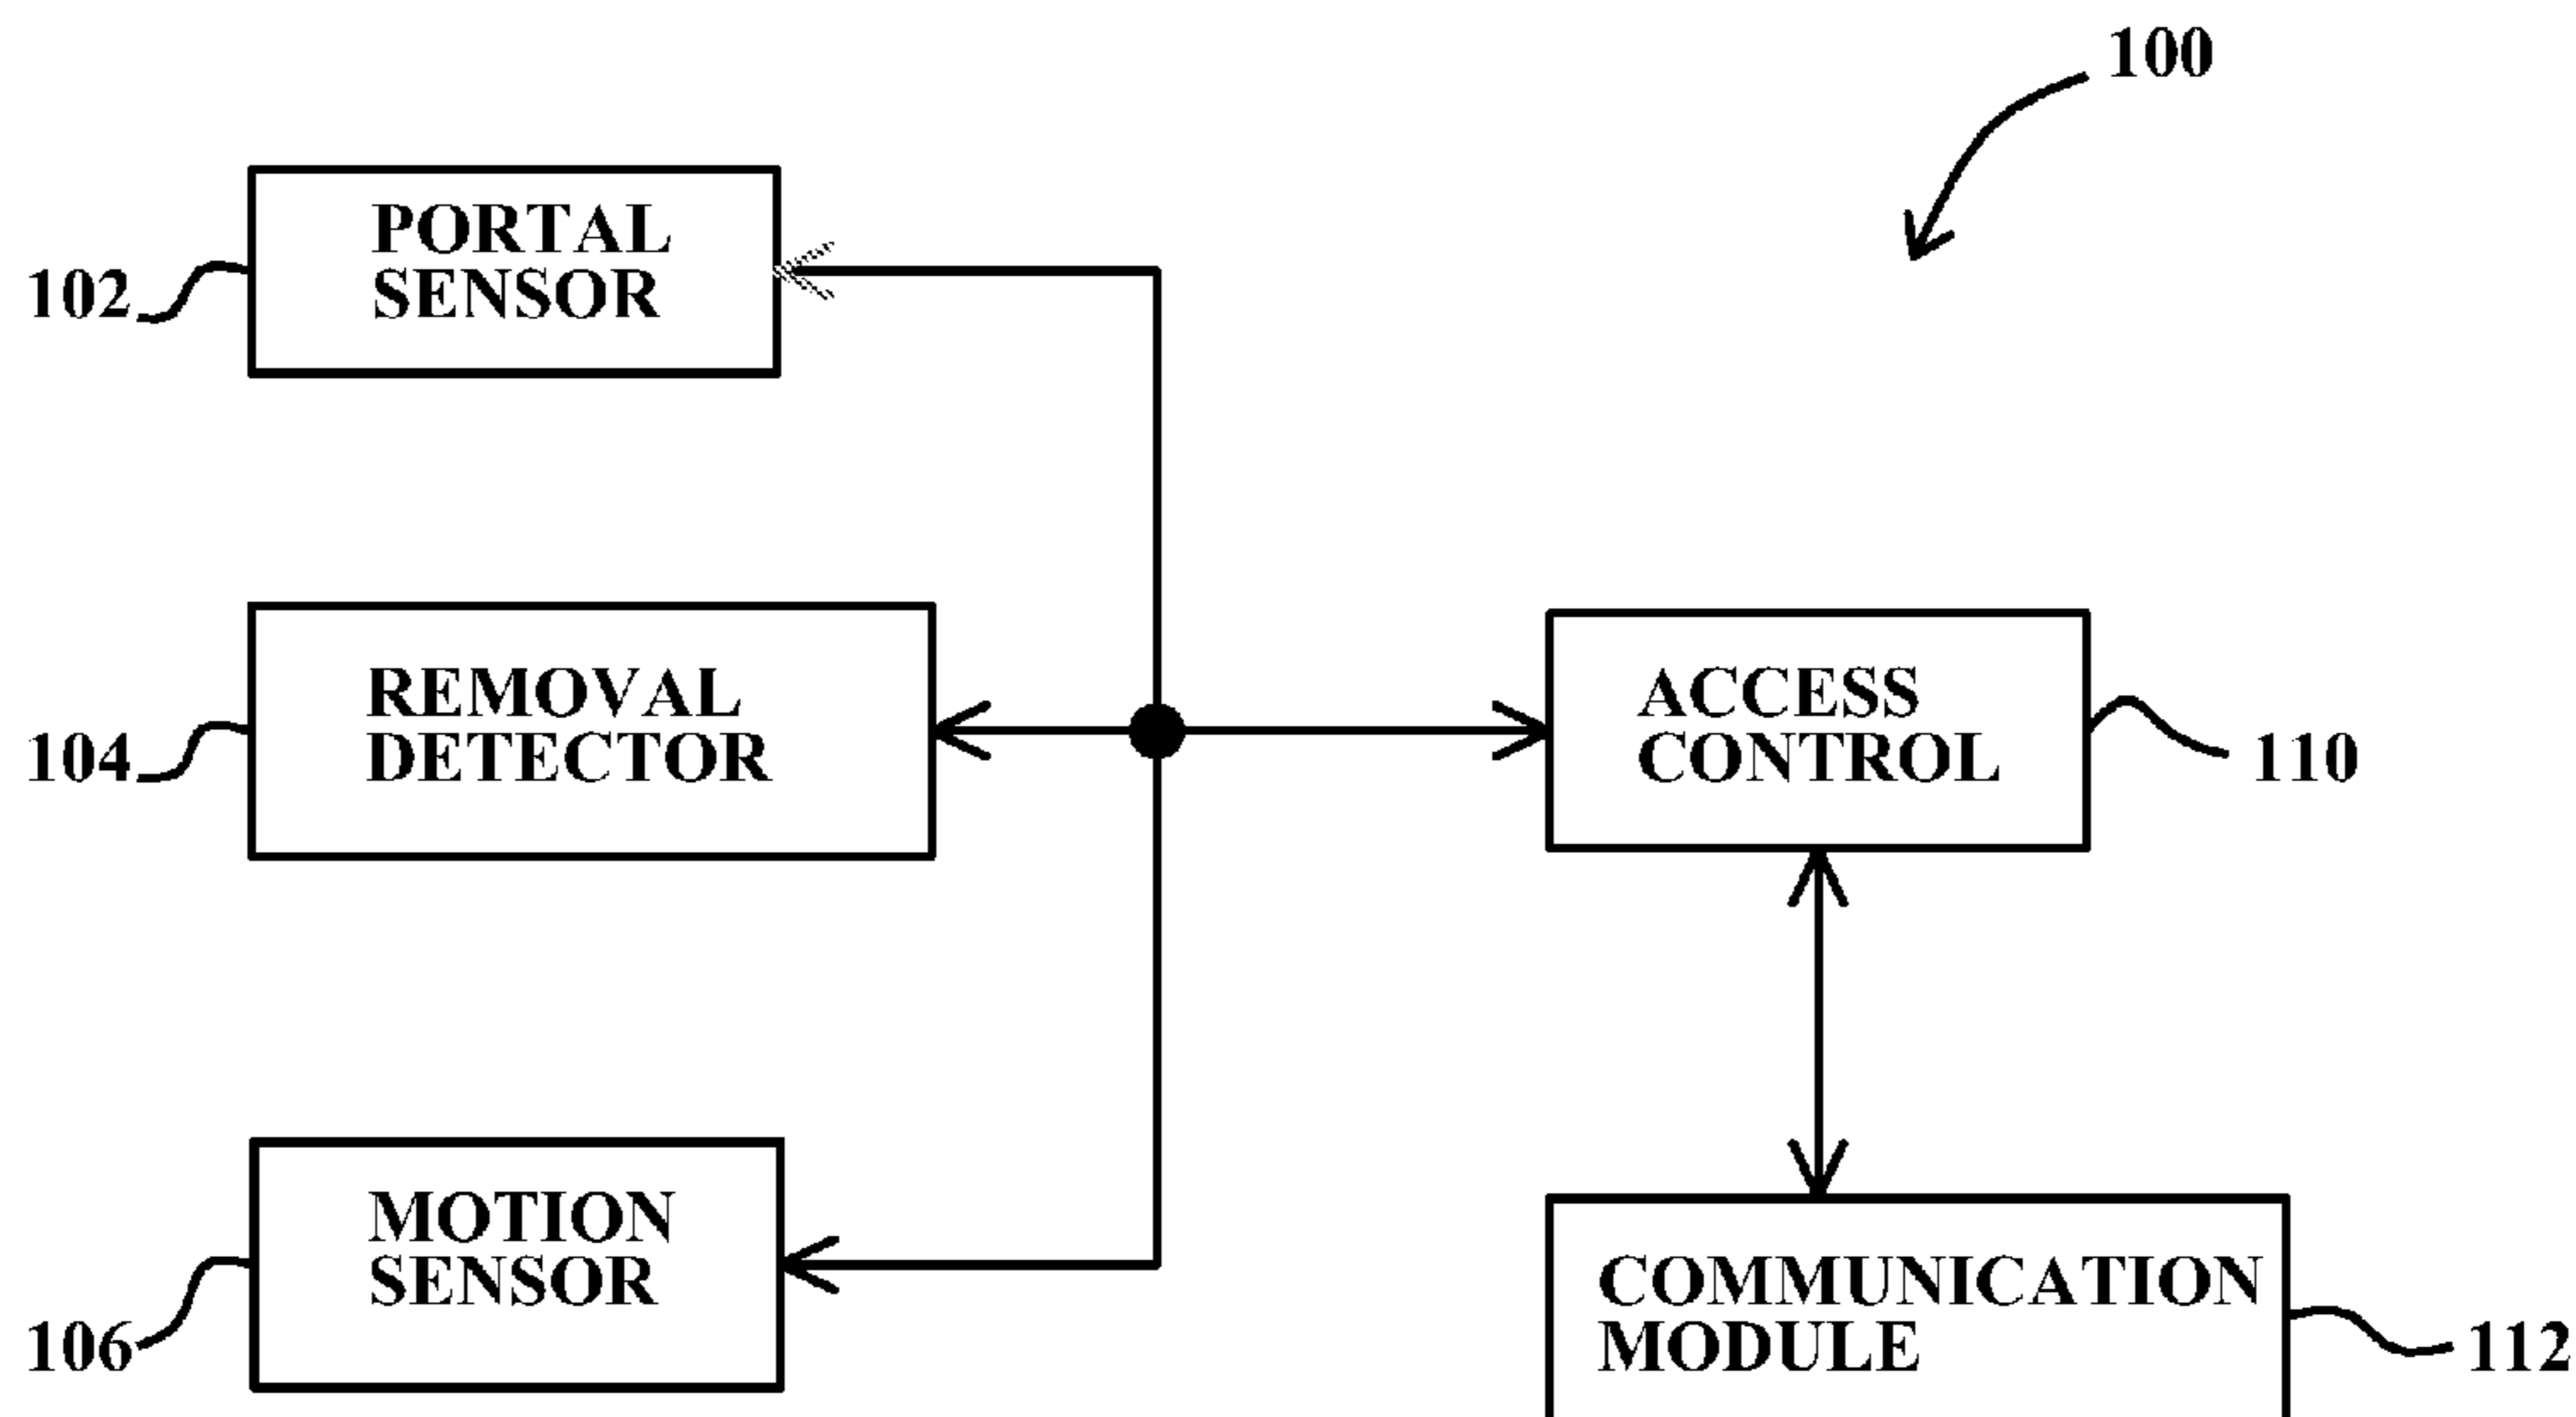 100
PORTAL
SENSOR
102
REMOVAL
DETECTOR
104
ACCESS
CONTROL
110
MOTION
SENSOR
106
COMMUNICATION
MODULE
112